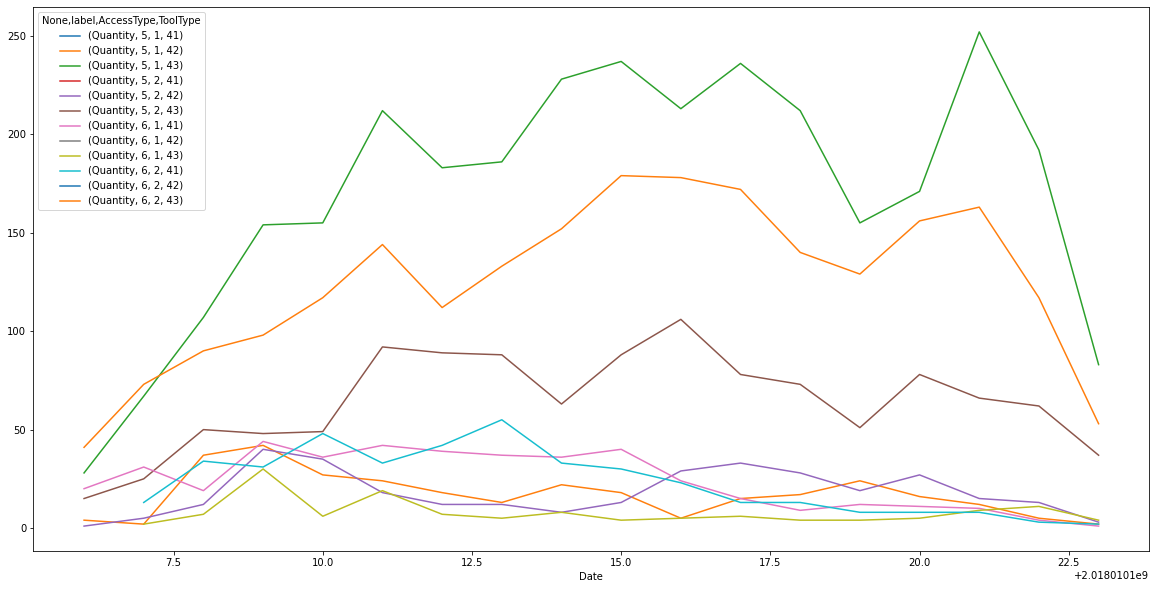 None,label,AccessType,ToolType
(Quantity, 5, 1, 41)
(Quantity, 5, 1, 42)
(Quantity, 5, 1, 43)
(Quantity, 5, 2, 41)
(Quantity, 5, 2, 42)
(Quantity, 5, 2, 43)
(Quantity, 6, 1, 41)
(Quantity, 6, 1, 42)
(Quantity, 6, 1, 43)
(Quantity, 6, 2, 41)
(Quantity, 6, 2, 42)
(Quantity, 6, 2, 43)
250
200
150
100
50
0
7.5 10.0 12.5 15.0 17.5 20.0 22.5
Date
+2.0180101e9